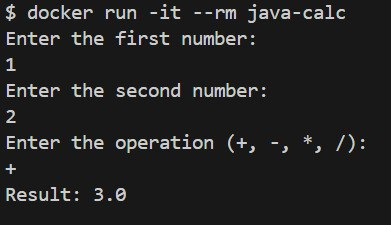 $ docker run -it --rm java-calc
Enter the first number:
1
Enter the second number:
2
Enter the operation (+, -, *, /):
+
Result: 3.0